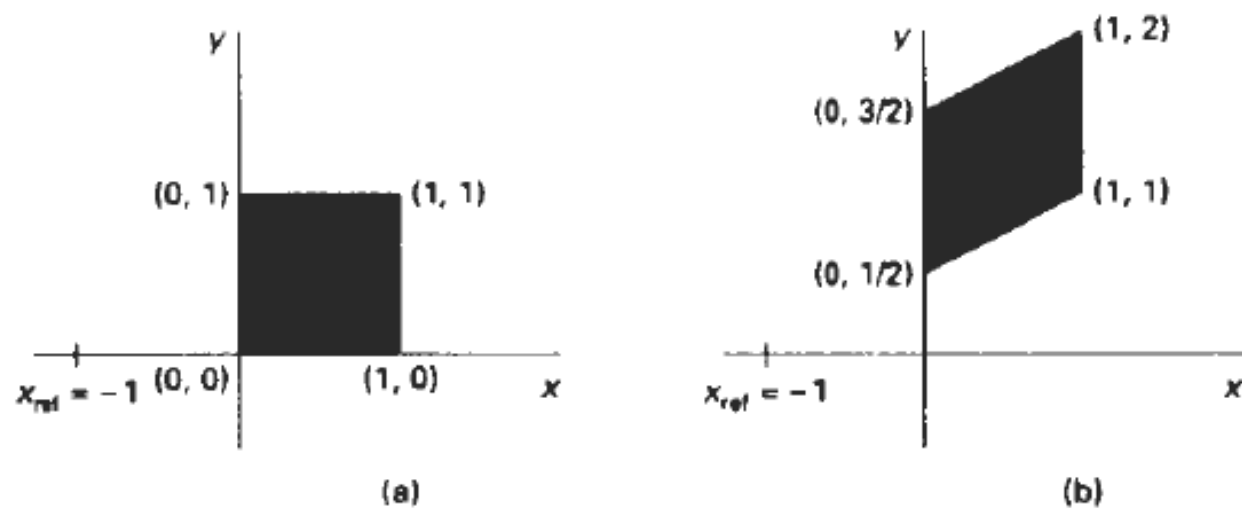 y
(0, 1)
(1, 1)
x_ref = −1
(0, 0)
(1, 0)
x
(a)
y
(1, 2)
(0, 3/2)
(1, 1)
(0, 1/2)
x_ref = −1
x
(b)